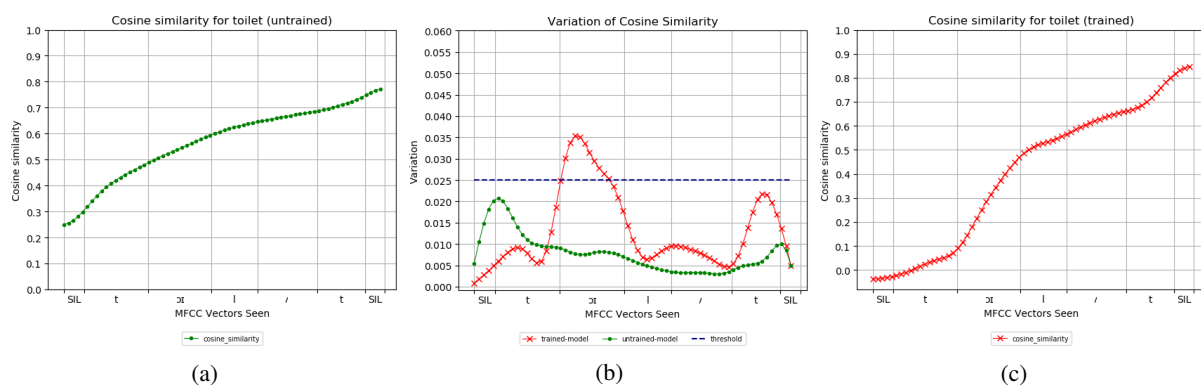 Cosine similarity for toilet (untrained)
1.0
0.9
0.8
0.7
0.6
0.5
0.4
0.3
0.2
0.1
0.0
Cosine similarity
SIL t ɔɪ l t SIL
MFCC Vectors Seen
cosine_similarity
(a)
Variation of Cosine Similarity
0.060
0.055
0.050
0.045
0.040
0.035
0.030
0.025
0.020
0.015
0.010
0.005
0.000
Variation
SIL t ɔɪ l t SIL
MFCC Vectors Seen
trained-model untrained-model threshold
(b)
Cosine similarity for toilet (trained)
1.0
0.9
0.8
0.7
0.6
0.5
0.4
0.3
0.2
0.1
0.0
Cosine similarity
SIL t ɔɪ l t SIL
MFCC Vectors Seen
cosine_similarity
(c)